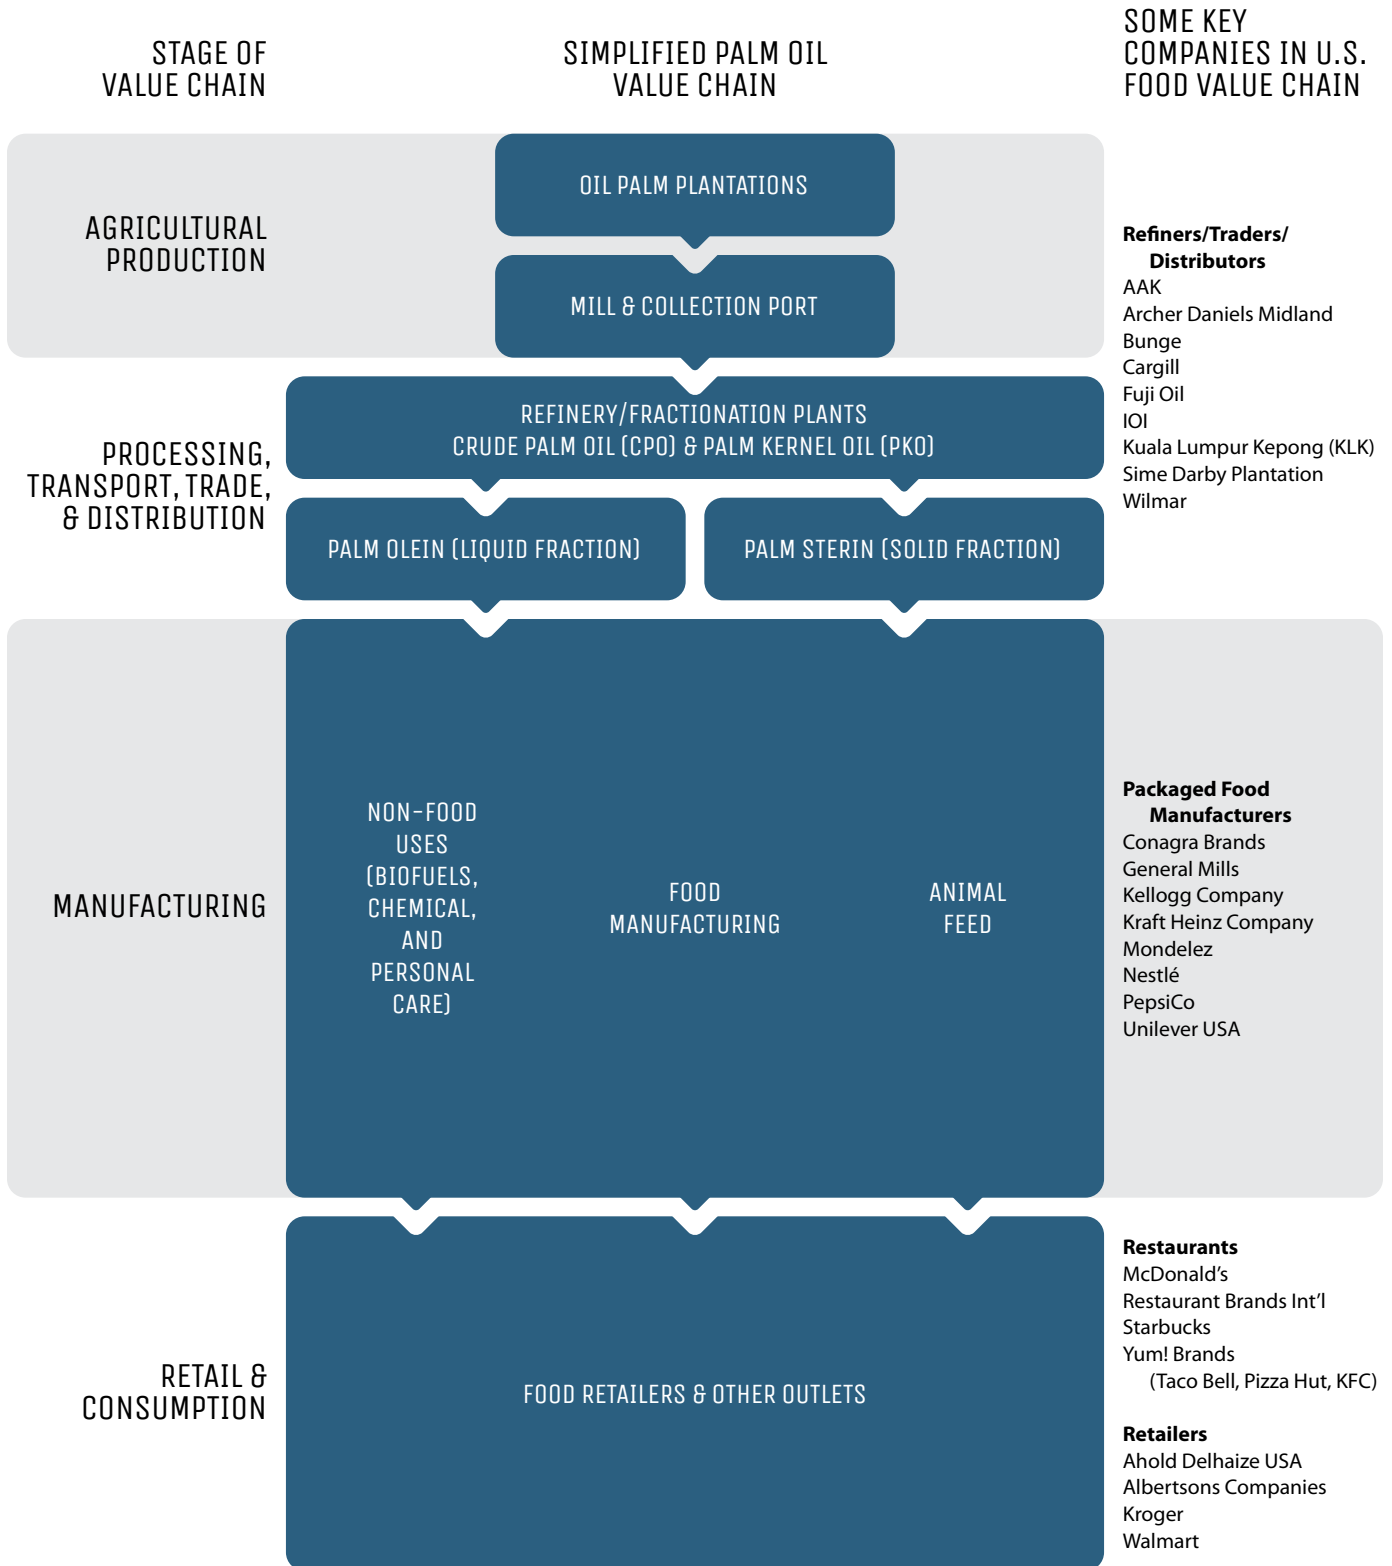 STAGE OF
VALUE CHAIN
SIMPLIFIED PALM OIL
VALUE CHAIN
SOME KEY
COMPANIES IN U.S.
FOOD VALUE CHAIN
AGRICULTURAL
PRODUCTION
OIL PALM PLANTATIONS
MILL & COLLECTION PORT
Refiners/Traders/
Distributors
AAK
Archer Daniels Midland
Bunge
Cargill
Fuji Oil
IOI
Kuala Lumpur Kepong (KLK)
Sime Darby Plantation
Wilmar
PROCESSING,
TRANSPORT, TRADE,
& DISTRIBUTION
REFINERY/FRACTIONATION PLANTS
CRUDE PALM OIL (CPO) & PALM KERNEL OIL (PKO)
PALM OLEIN (LIQUID FRACTION)
PALM STERIN (SOLID FRACTION)
MANUFACTURING
NON-FOOD
USES
(BIOFUELS,
CHEMICAL,
AND
PERSONAL
CARE)
FOOD
MANUFACTURING
ANIMAL
FEED
Packaged Food
Manufacturers
Conagra Brands
General Mills
Kellogg Company
Kraft Heinz Company
Mondelez
Nestlé
PepsiCo
Unilever USA
RETAIL &
CONSUMPTION
FOOD RETAILERS & OTHER OUTLETS
Restaurants
McDonald's
Restaurant Brands Int'l
Starbucks
Yum! Brands
(Taco Bell, Pizza Hut, KFC)
Retailers
Ahold Delhaize USA
Albertsons Companies
Kroger
Walmart